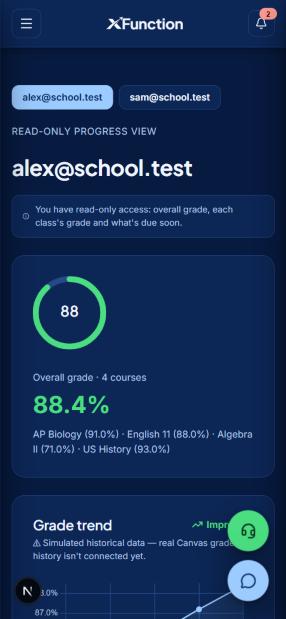 XFunction
2
alex@school.test
sam@school.test
READ-ONLY PROGRESS VIEW
alex@school.test
You have read-only access: overall grade, each
class's grade and what's due soon.
88
Overall grade · 4 courses
88.4%
AP Biology (91.0%) · English 11 (88.0%) · Algebra
II (71.0%) · US History (93.0%)
Grade trend
⚠ Simulated historical data — real Canvas
history isn't connected yet.
N
87.0%